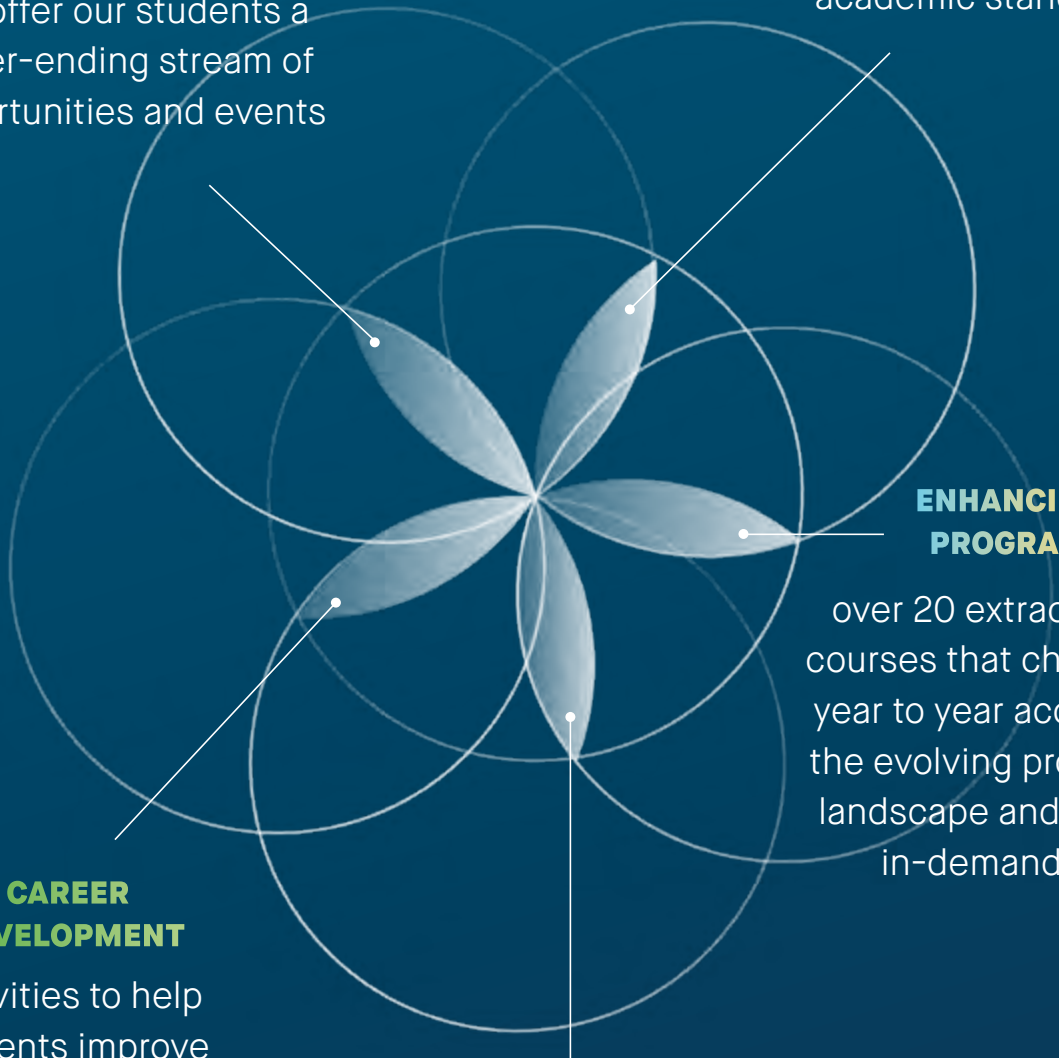 offer our students a
er-ending stream of
rtunities and events
academic stan
ENHANCI
PROGRA
over 20 extrac
courses that ch
year to year acc
the evolving pro
landscape and
in-demand
CAREER
VELOPMENT
vities to help
ents improve